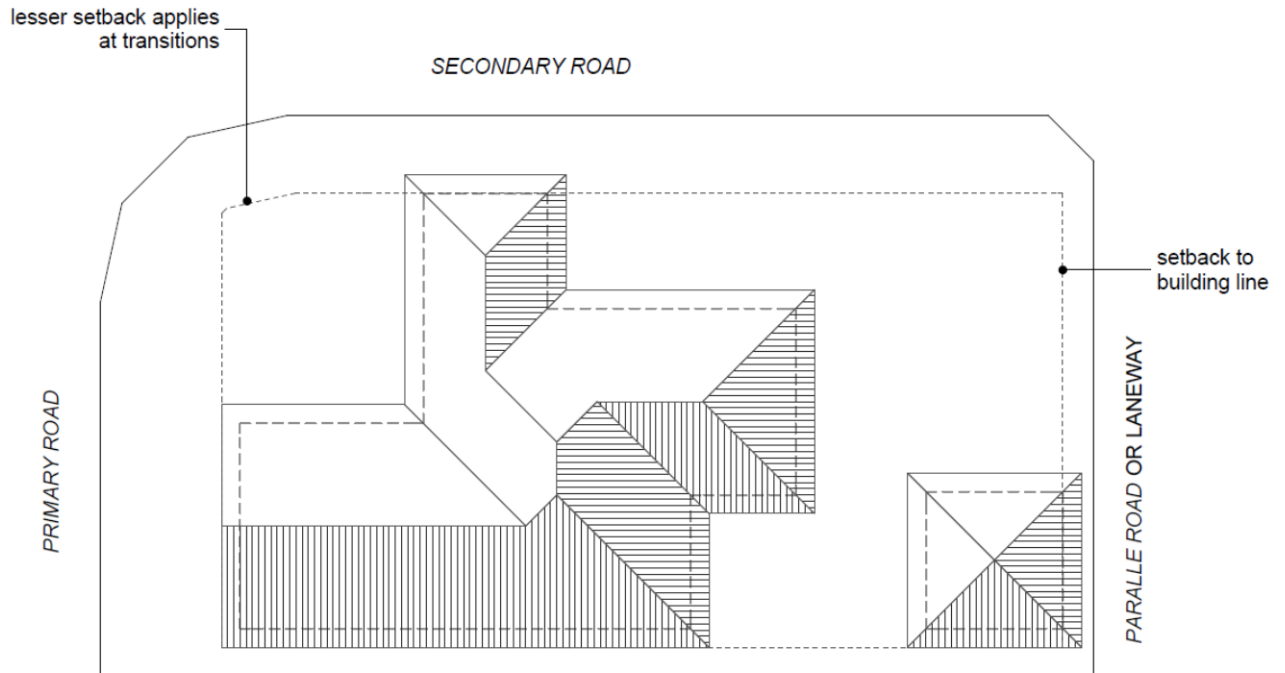 lesser setback applies
at transitions
SECONDARY ROAD
setback to
building line
PRIMARY ROAD
PARALLE ROAD OR LANEWAY